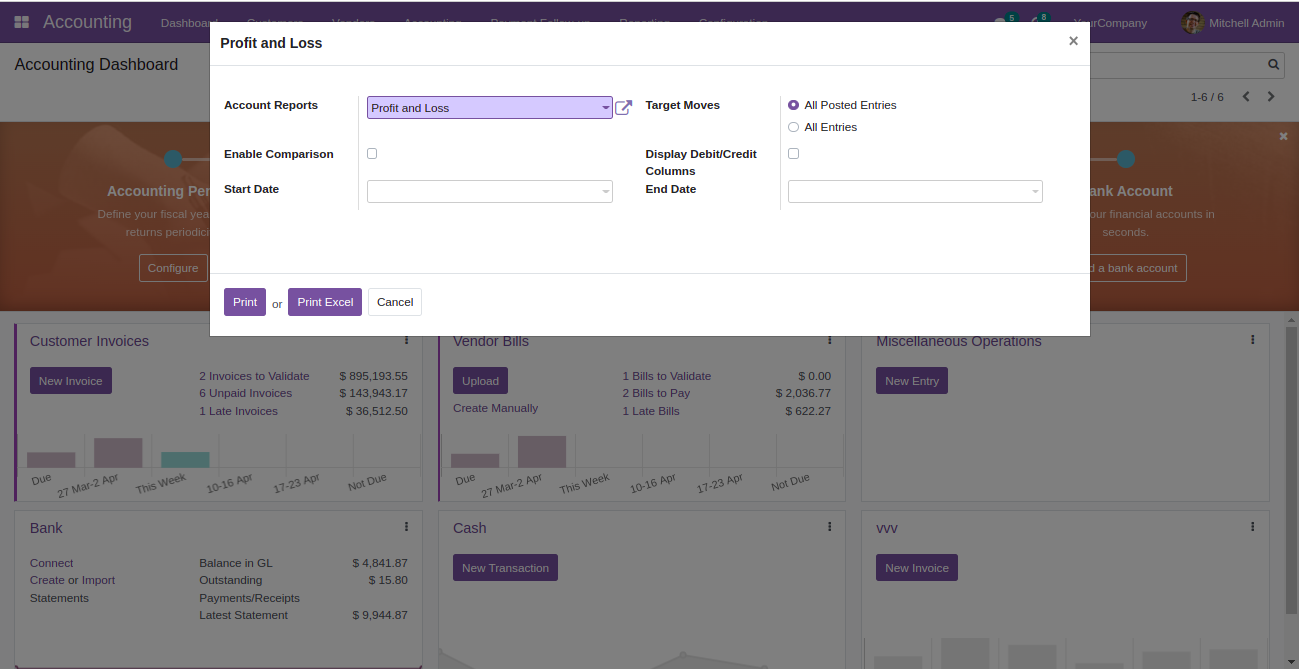 Accounting
Dashboard Customers Vendors Accounting Payment Follow-up Reporting Configuration
5
8
YourCompany
Mitchell Admin
Accounting Dashboard
1-6 / 6
Profit and Loss
×
Account Reports
Profit and Loss
Target Moves
All Posted Entries
All Entries
Enable Comparison
Display Debit/Credit
Columns
Start Date
End Date
Print or Print Excel Cancel
Accounting Per
Define your fiscal yea
returns periodici
Configure
ank Account
our financial accounts in
seconds.
d a bank account
Customer Invoices
New Invoice
2 Invoices to Validate $ 895,193.55
6 Unpaid Invoices $ 143,943.17
1 Late Invoices $ 36,512.50
Due 27 Mar-2 Apr This Week 10-16 Apr 17-23 Apr Not Due
Vendor Bills
Upload
Create Manually
1 Bills to Validate $ 0.00
2 Bills to Pay $ 2,036.77
1 Late Bills $ 622.27
Due 27 Mar-2 Apr This Week 10-16 Apr 17-23 Apr Not Due
Miscellaneous Operations
New Entry
Bank
Connect
Create or Import
Statements
Balance in GL $ 4,841.87
Outstanding $ 15.80
Payments/Receipts
Latest Statement $ 9,944.87
Cash
New Transaction
vvv
New Invoice